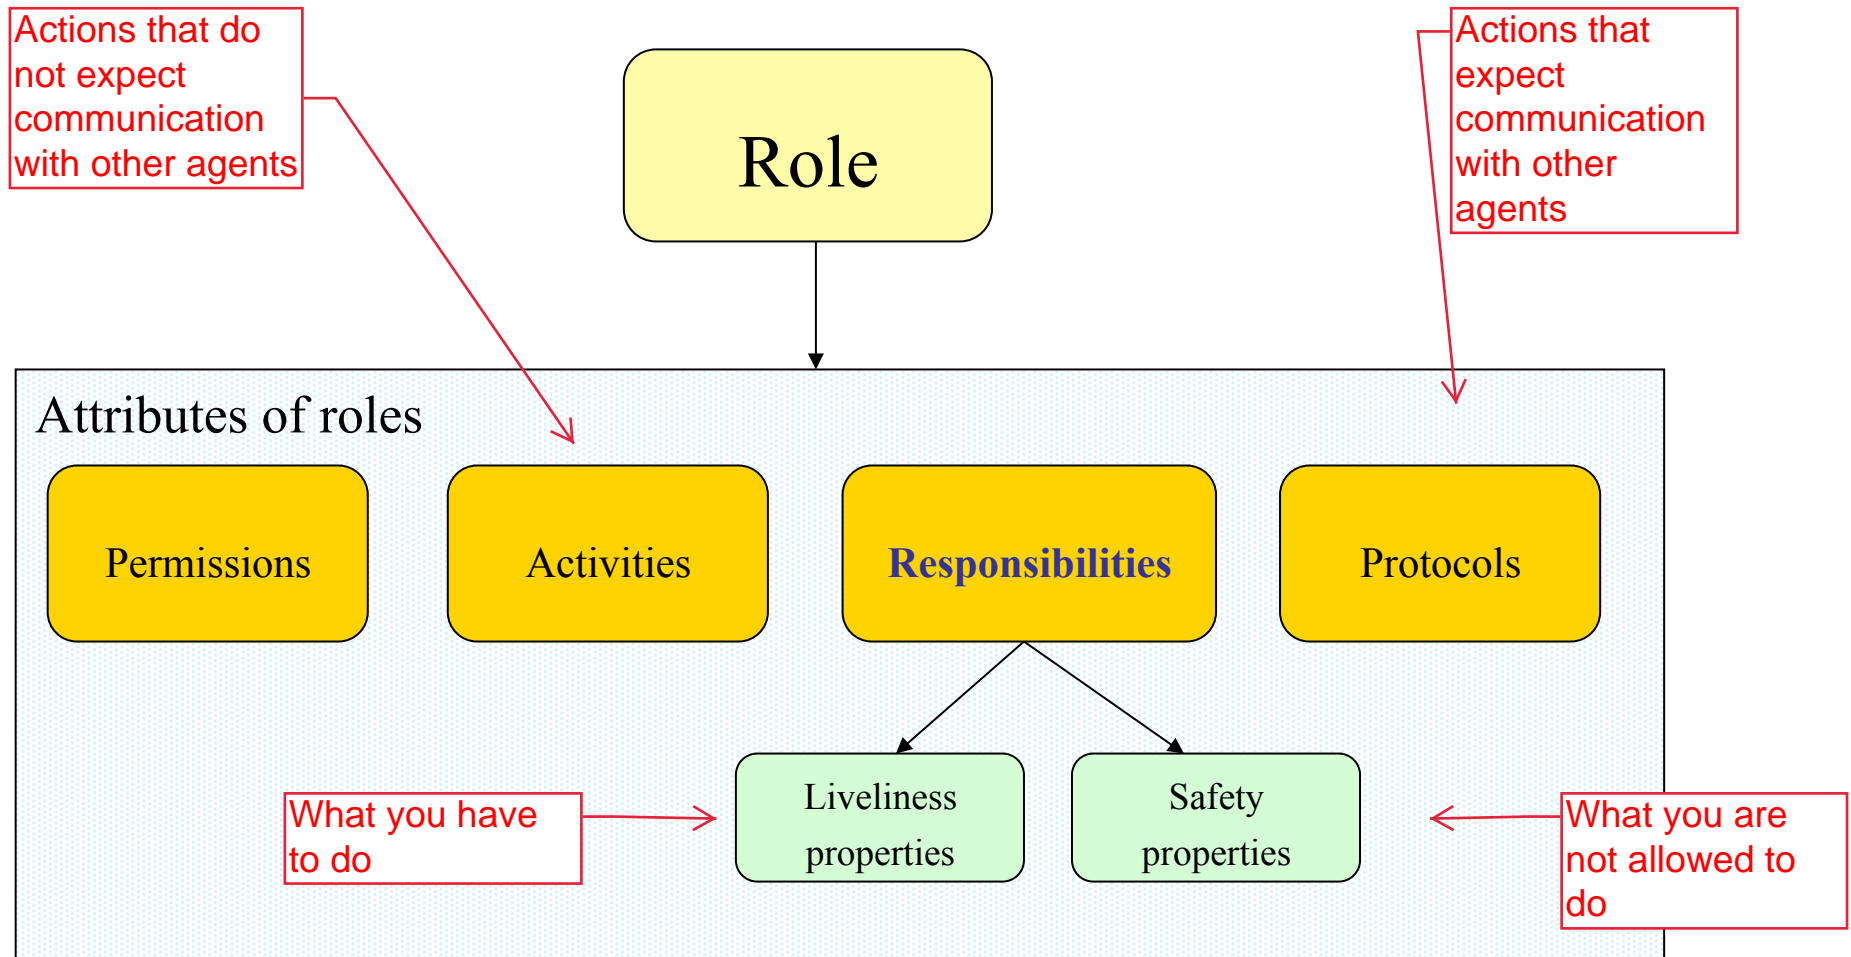 Actions that do
not expect
communication
with other agents
Role
Actions that
expect
communication
with other
agents
Attributes of roles
Permissions
Activities
Responsibilities
Protocols
Liveliness
properties
Safety
properties
What you have
to do
What you are
not allowed to
do